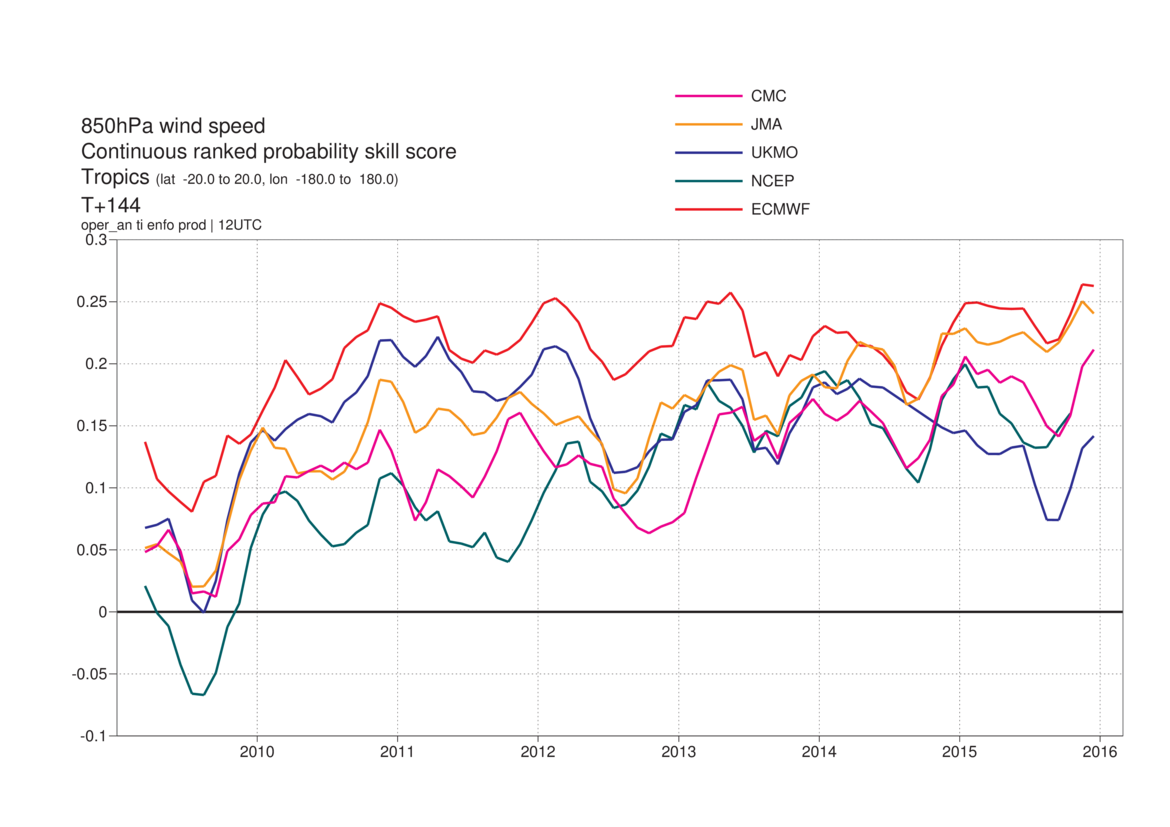 CMC
JMA
UKMO
NCEP
ECMWF
850hPa wind speed
Continuous ranked probability skill score
Tropics (lat -20.0 to 20.0, lon -180.0 to 180.0)
T+144
oper_an ti enfo prod | 12UTC
0.3
0.25
0.2
0.15
0.1
0.05
0
-0.05
-0.1
2010 2011 2012 2013 2014 2015 2016